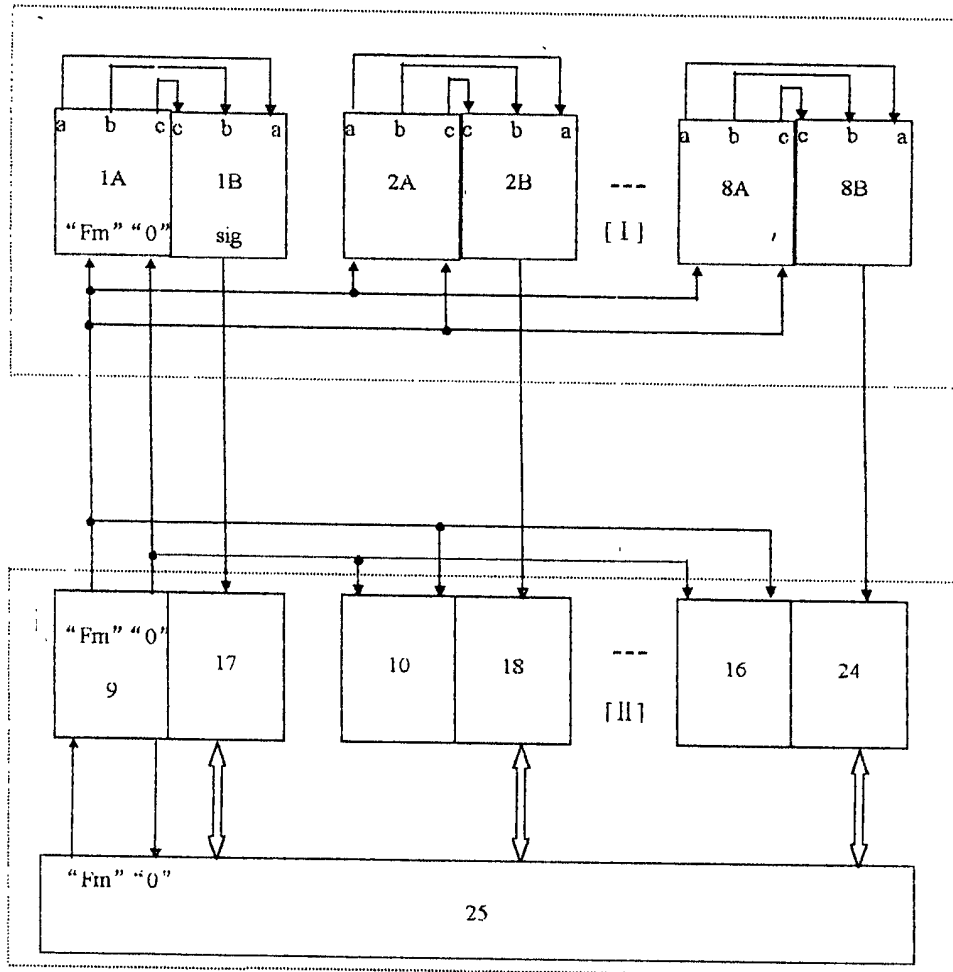 a b c c b a a b c c b a a b c c b a
1A 1B 2A 2B --- 8A 8B
"Fm" "0" sig [I]
"Fm" "0" 17 10 18 --- 16 24
9 [II]
"Fm" "0"
25